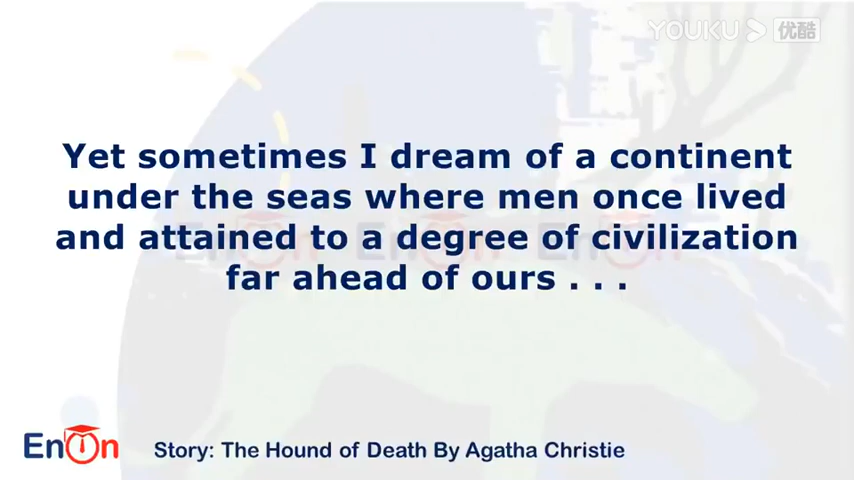 YOUKU 优酷
Yet sometimes I dream of a continent
under the seas where men once lived
and attained to a degree of civilization
far ahead of ours . . .
EnOn
Story: The Hound of Death By Agatha Christie